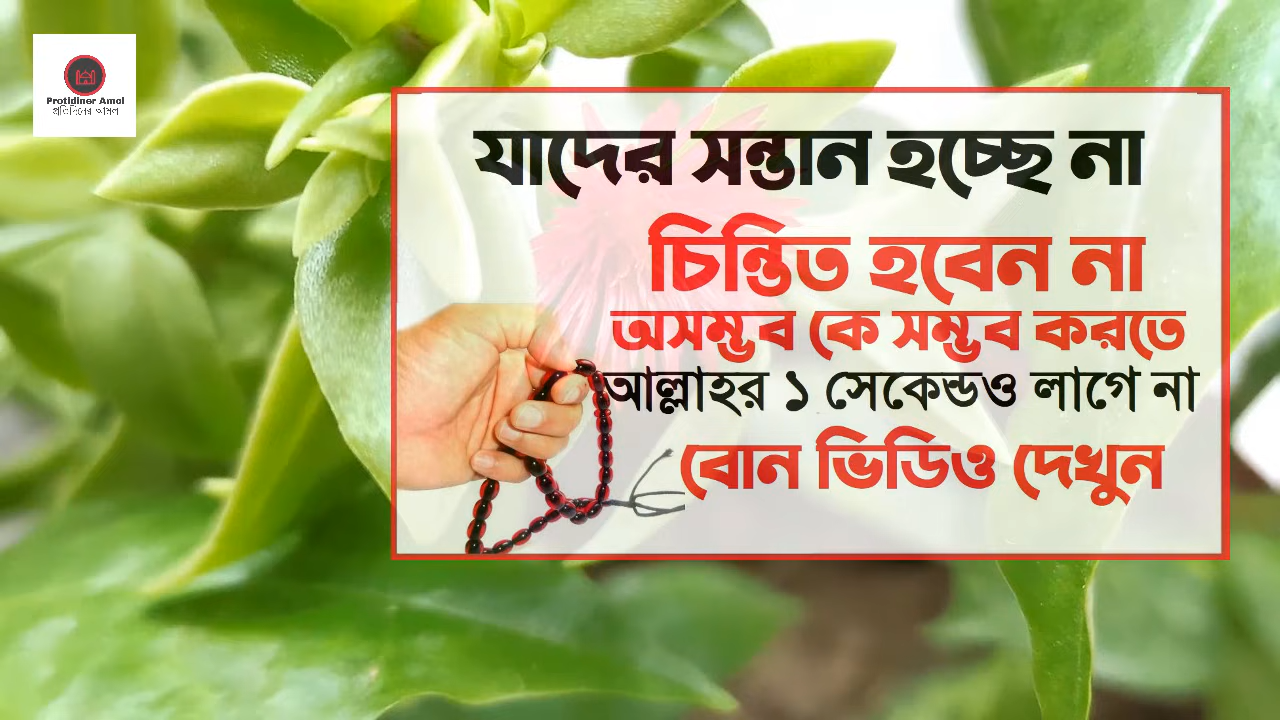 Protidiner Amol
প্রতিদিনের আমল
যাদের সন্তান হচ্ছে না
চিন্তিত হবেন না
অসম্ভব কে সম্ভব করতে
আল্লাহর ১ সেকেন্ডও লাগে না
বোন ভিডিও দেখুন